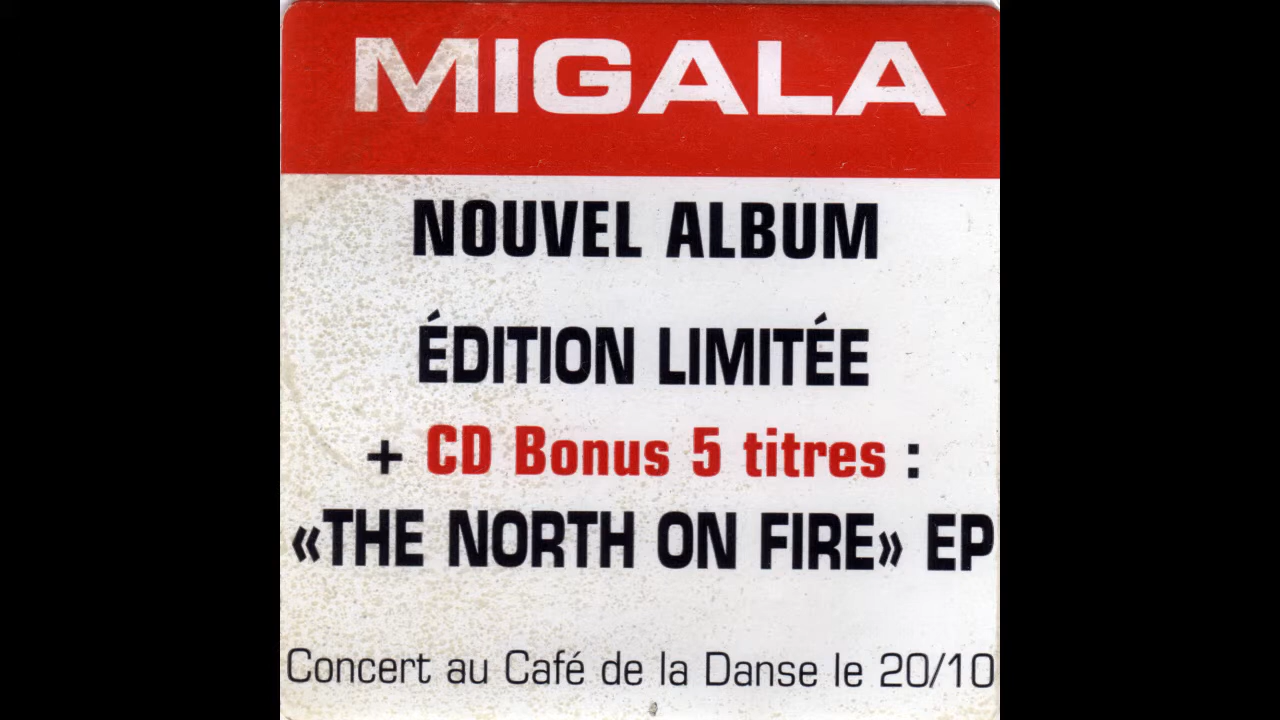 MIGALA
NOUVEL ALBUM
ÉDITION LIMITÉE
+ CD Bonus 5 titres :
«THE NORTH ON FIRE» EP
Concert au Café de la Danse le 20/10